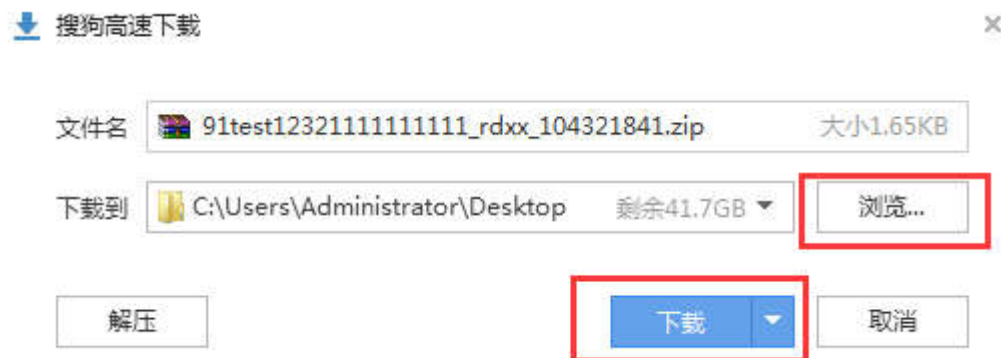 搜狗高速下载
文件名 91test12321111111111_rdxx_104321841.zip 大小1.65KB
下载到 C:\Users\Administrator\Desktop 剩余41.7GB 浏览...
解压 下载 取消